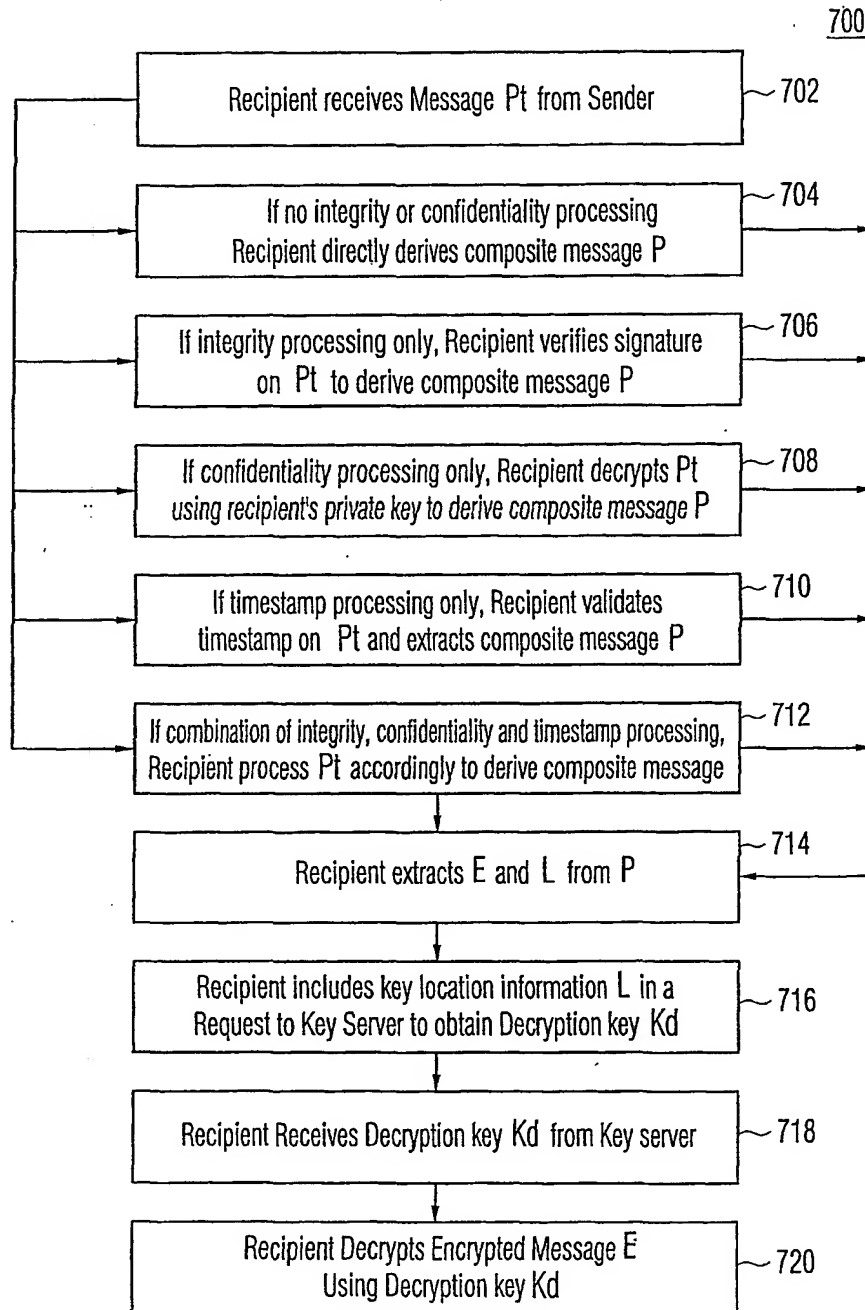 700
Recipient receives Message Pt from Sender
702
If no integrity or confidentiality processing
Recipient directly derives composite message P
704
If integrity processing only, Recipient verifies signature
on Pt to derive composite message P
706
If confidentiality processing only, Recipient decrypts Pt
using recipient's private key to derive composite message P
708
If timestamp processing only, Recipient validates
timestamp on Pt and extracts composite message P
710
If combination of integrity, confidentiality and timestamp processing,
Recipient process Pt accordingly to derive composite message
712
Recipient extracts E and L from P
714
Recipient includes key location information L in a
Request to Key Server to obtain Decryption key Kd
716
Recipient Receives Decryption key Kd from Key server
718
Recipient Decrypts Encrypted Message E
Using Decryption key Kd
720